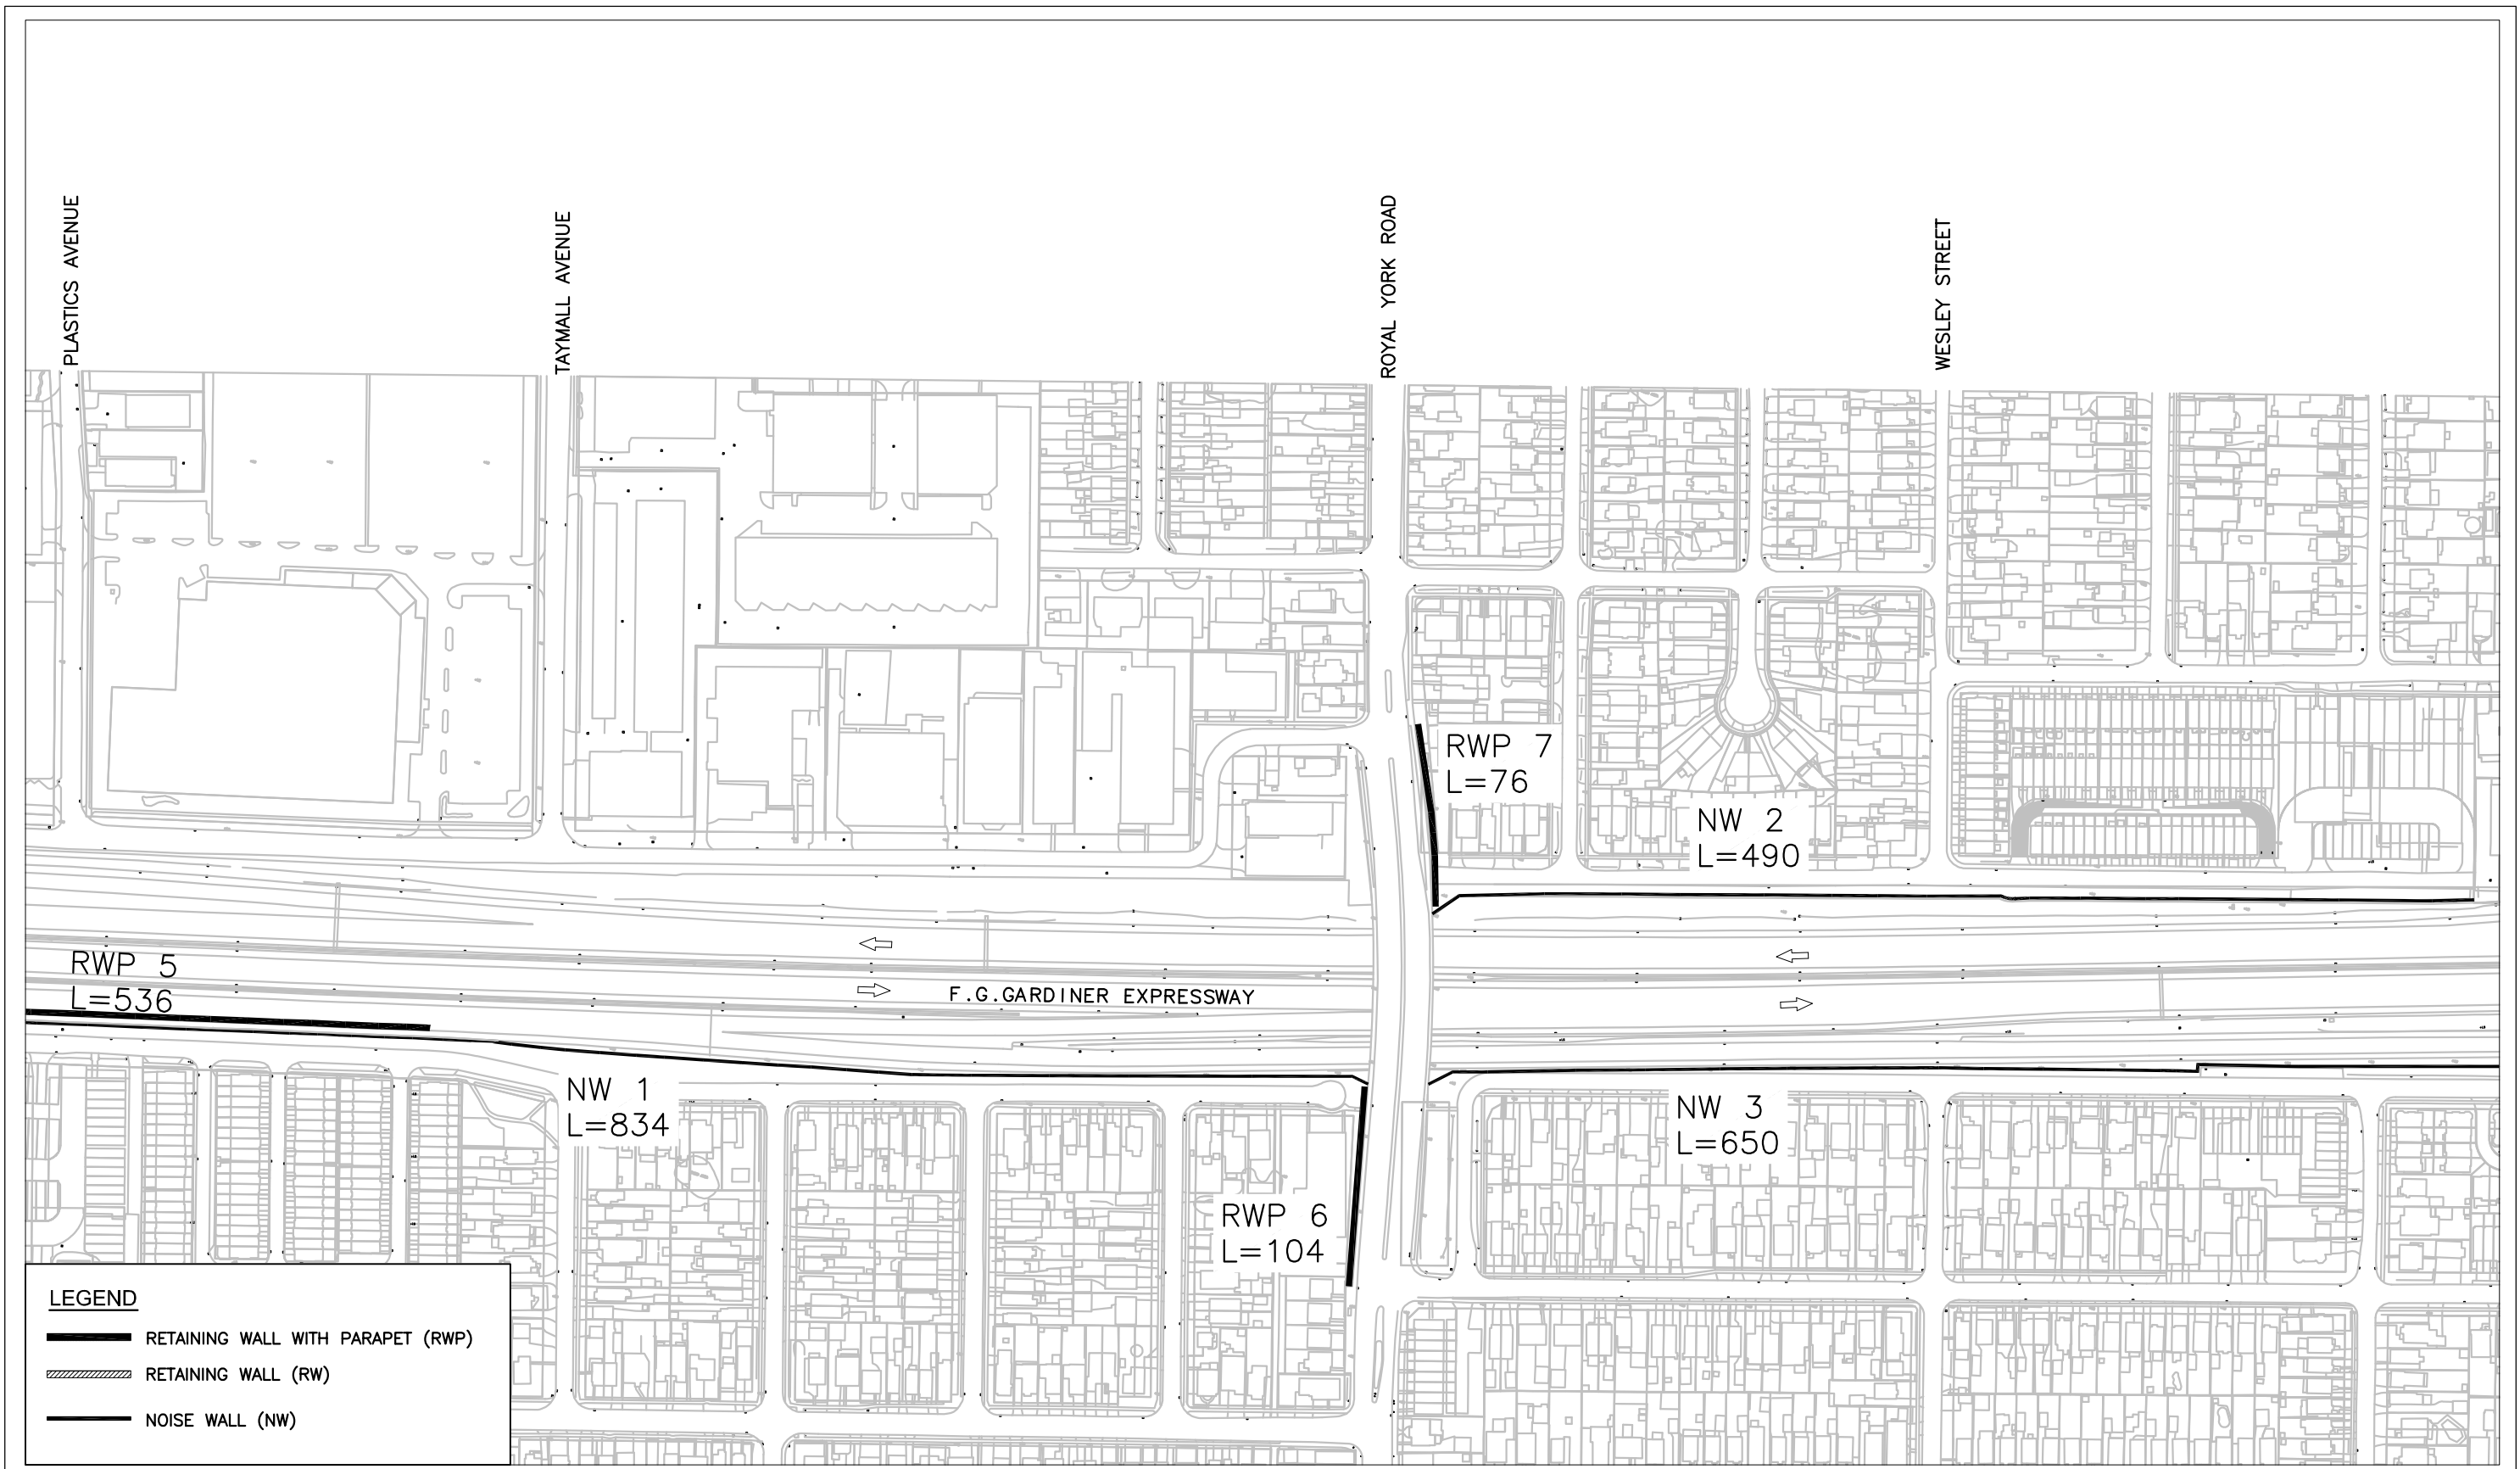 PLASTICS AVENUE
TAYMALL AVENUE
ROYAL YORK ROAD
WESLEY STREET
RWP 7
L=76
NW 2
L=490
RWP 5
L=536
F.G.GARDINER EXPRESSWAY
NW 1
L=834
NW 3
L=650
RWP 6
L=104
LEGEND
RETAINING WALL WITH PARAPET (RWP)
RETAINING WALL (RW)
NOISE WALL (NW)